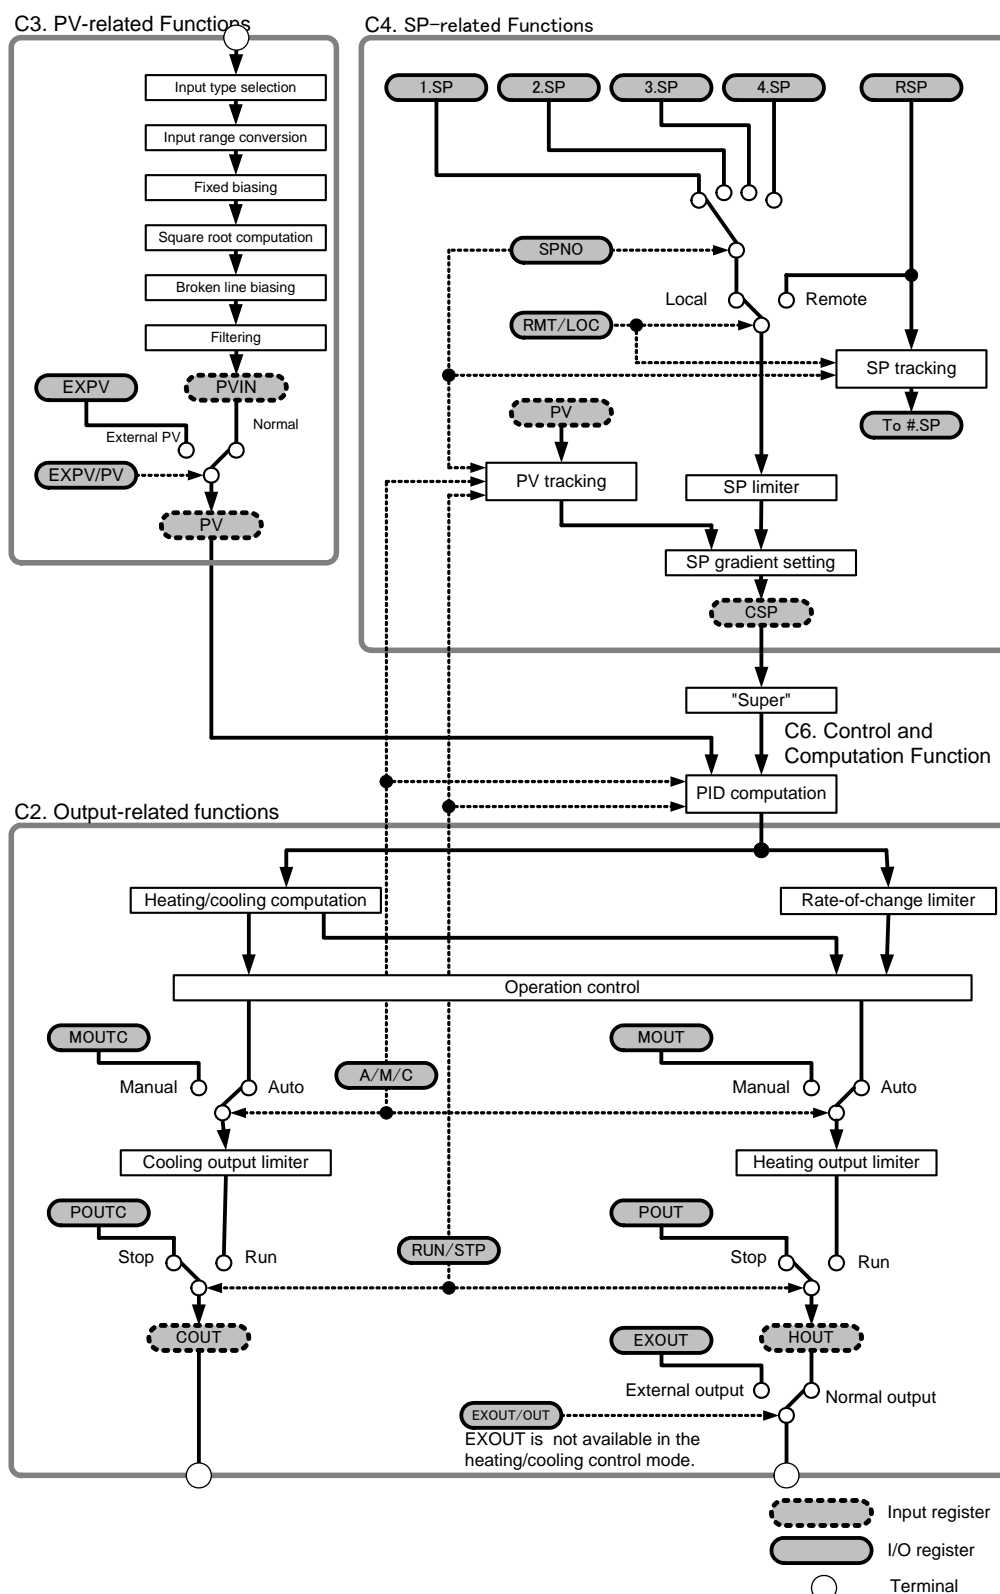 C3. PV-related Functions
C4. SP-related Functions
Input type selection
Input range conversion
Fixed biasing
Square root computation
Broken line biasing
Filtering
EXPV
PVIN
External PV
Normal
EXPV/PV
PV
1.SP
2.SP
3.SP
4.SP
RSP
SPNO
Local
Remote
RMT/LOC
SP tracking
To #.SP
PV
PV tracking
SP limiter
SP gradient setting
CSP
"Super"
C6. Control and
Computation Function
PID computation
C2. Output-related functions
Heating/cooling computation
Rate-of-change limiter
Operation control
MOUTC
Manual
Auto
A/M/C
MOUT
Manual
Auto
Cooling output limiter
Heating output limiter
POUTC
Stop
Run
RUN/STP
POUT
Stop
Run
COUT
EXOUT
HOUT
External output
Normal output
EXOUT/OUT
EXOUT is not available in the
heating/cooling control mode.
Input register
I/O register
Terminal